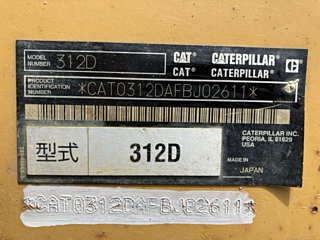 MODEL NUMBER 312D CAT CATERPILLAR C
CAT CATERPILLAR
PRODUCT IDENTIFICATION NUMBER *CAT0312DAFBJ02611*
型式 312D
CATERPILLAR INC.
PEORIA, IL 61629
USA
MADE IN
JAPAN
*CAT0312DAFBJ02611*